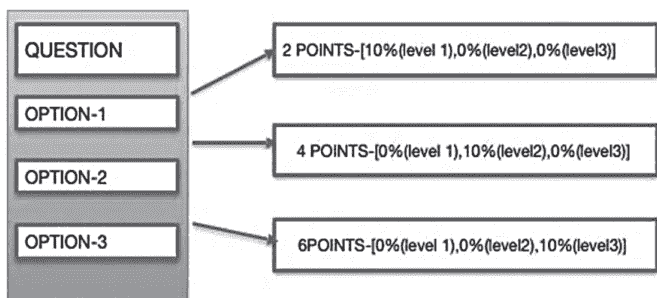 QUESTION
2 POINTS-[10%(level 1),0%(level2),0%(level3)]
OPTION-1
4 POINTS-[0%(level 1),10%(level2),0%(level3)]
OPTION-2
OPTION-3
6POINTS-[0%(level 1),0%(level2),10%(level3)]